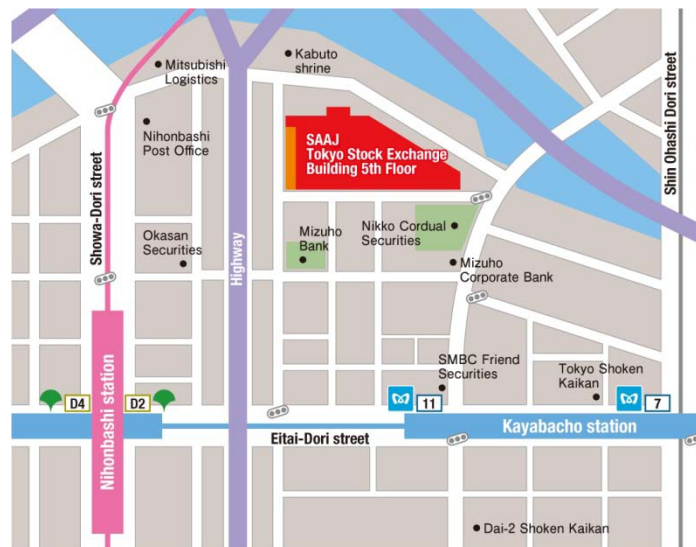 Mitsubishi
Logistics
Kabuto
shrine
Nihonbashi
Post Office
SAAJ
Tokyo Stock Exchange
Building 5th Floor
Shin Ohashi Dori street
Showa-Dori street
Okasan
Securities
Highway
Mizuho
Bank
Nikko Cordual
Securities
Mizuho
Corporate Bank
SMBC Friend
Securities
Tokyo Shoken
Kaikan
D4
Nihonbashi station
D2
11
7
Eitai-Dori street
Kayabacho station
Dai-2 Shoken Kaikan